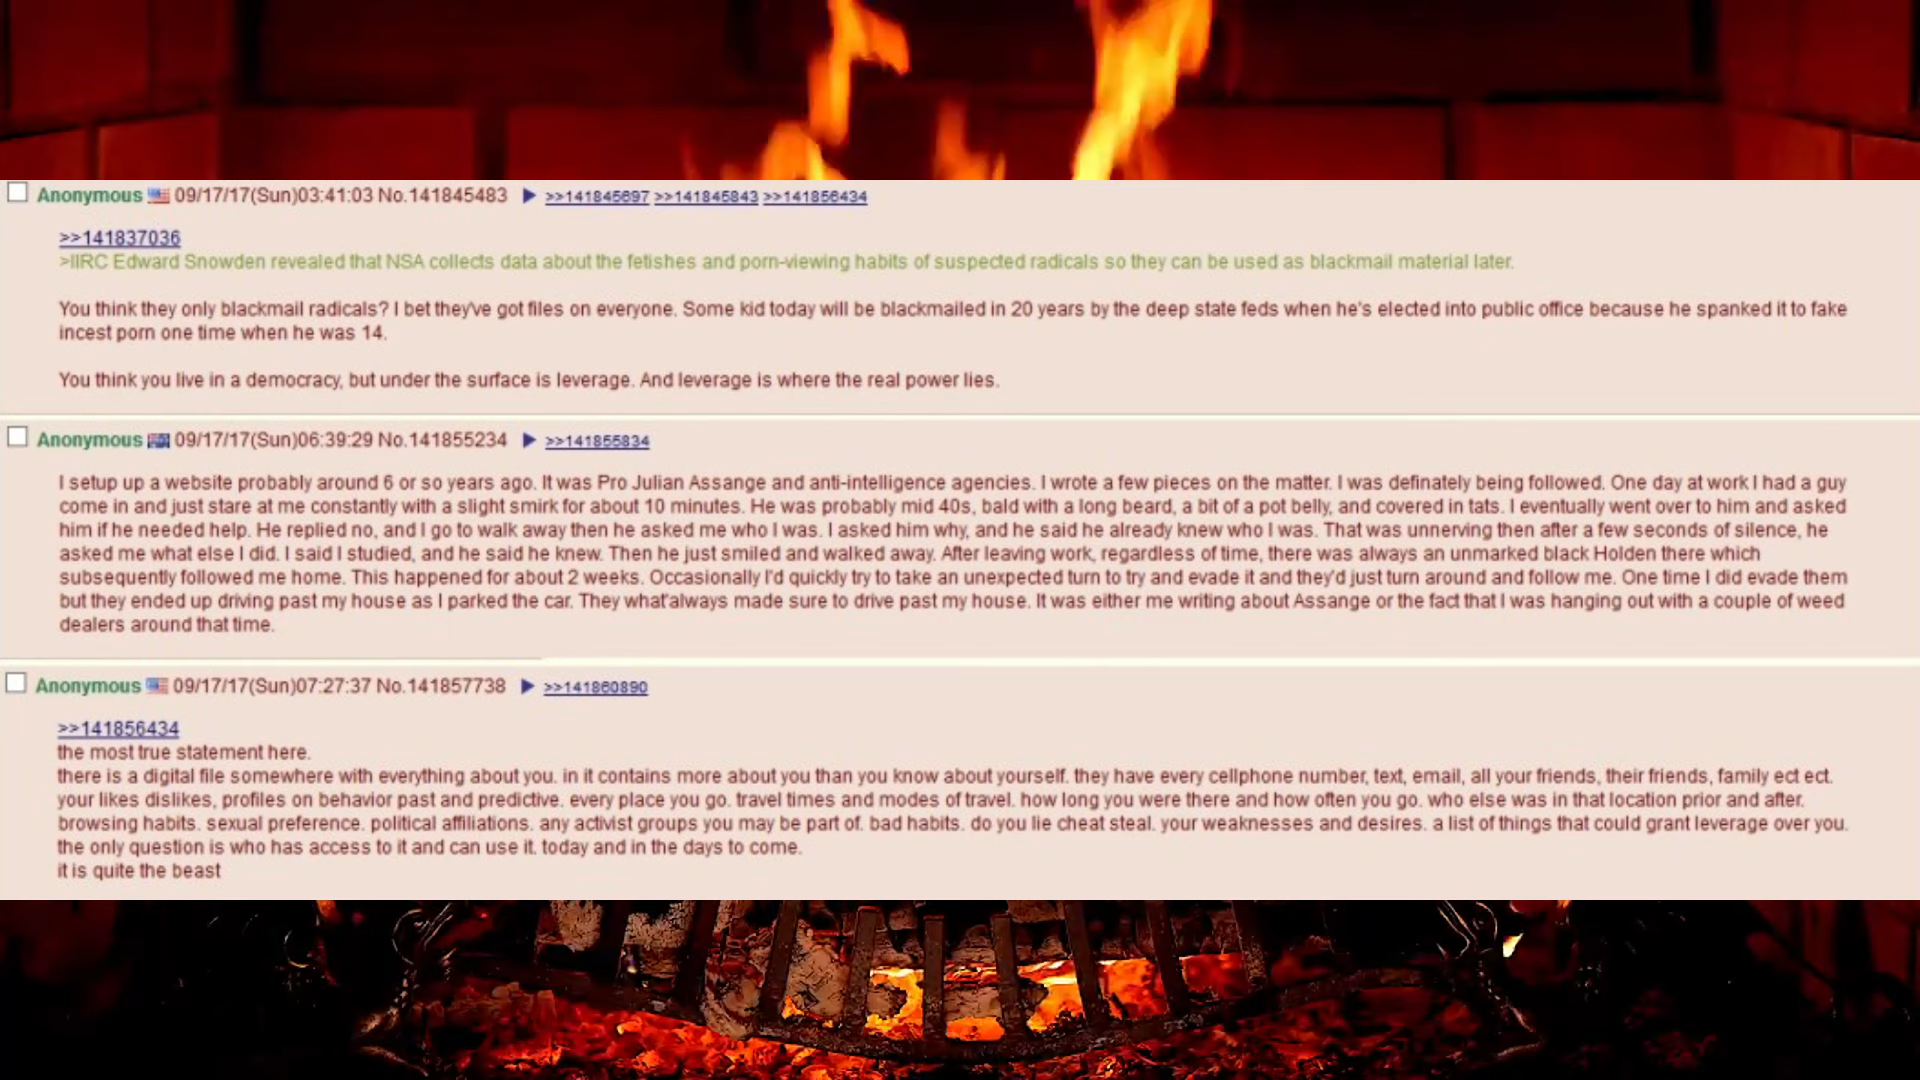 Anonymous 09/17/17(Sun)03:41:03 No.141845483 ▶ >>141845697 >>141845843 >>141856434
>>141837036
>IIRC Edward Snowden revealed that NSA collects data about the fetishes and porn-viewing habits of suspected radicals so they can be used as blackmail material later.
You think they only blackmail radicals? I bet they've got files on everyone. Some kid today will be blackmailed in 20 years by the deep state feds when he's elected into public office because he spanked it to fake
incest porn one time when he was 14.
You think you live in a democracy, but under the surface is leverage. And leverage is where the real power lies.
Anonymous 09/17/17(Sun)06:39:29 No.141855234 ▶ >>141855834
I setup up a website probably around 6 or so years ago. It was Pro Julian Assange and anti-intelligence agencies. I wrote a few pieces on the matter. I was definately being followed. One day at work I had a guy
come in and just stare at me constantly with a slight smirk for about 10 minutes. He was probably mid 40s, bald with a long beard, a bit of a pot belly, and covered in tats. I eventually went over to him and asked
him if he needed help. He replied no, and I go to walk away then he asked me who I was. I asked him why, and he said he already knew who I was. That was unnerving then after a few seconds of silence, he
asked me what else I did. I said I studied, and he said he knew. Then he just smiled and walked away. After leaving work, regardless of time, there was always an unmarked black Holden there which
subsequently followed me home. This happened for about 2 weeks. Occasionally I'd quickly try to take an unexpected turn to try and evade it and they'd just turn around and follow me. One time I did evade them
but they ended up driving past my house as I parked the car. They what'always made sure to drive past my house. It was either me writing about Assange or the fact that I was hanging out with a couple of weed
dealers around that time.
Anonymous 09/17/17(Sun)07:27:37 No.141857738 ▶ >>141860890
>>141856434
the most true statement here.
there is a digital file somewhere with everything about you. in it contains more about you than you know about yourself. they have every cellphone number, text, email, all your friends, their friends, family ect ect.
your likes dislikes, profiles on behavior past and predictive. every place you go. travel times and modes of travel. how long you were there and how often you go. who else was in that location prior and after.
browsing habits. sexual preference. political affiliations. any activist groups you may be part of. bad habits. do you lie cheat steal. your weaknesses and desires. a list of things that could grant leverage over you.
the only question is who has access to it and can use it. today and in the days to come.
it is quite the beast